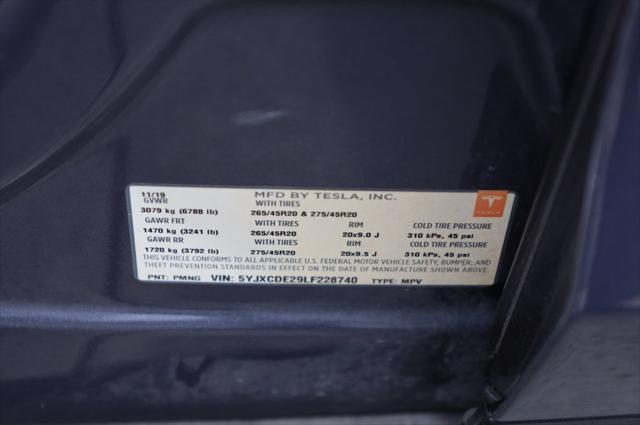 11/19 MFD BY TESLA, INC.
GVWR WITH TIRES
3079 kg (6788 lb) 265/45R20 & 275/45R20
GAWR FRT WITH TIRES RIM COLD TIRE PRESSURE
1470 kg (3241 lb) 265/45R20 20x9.0 J 310 kPa, 45 psi
GAWR RR WITH TIRES RIM COLD TIRE PRESSURE
1720 kg (3792 lb) 275/45R20 20x9.5 J 310 kPa, 45 psi
THIS VEHICLE CONFORMS TO ALL APPLICABLE U.S. FEDERAL MOTOR VEHICLE SAFETY, BUMPER, AND
THEFT PREVENTION STANDARDS IN EFFECT ON THE DATE OF MANUFACTURE SHOWN ABOVE.
PNT: PMNG VIN: 5YJXCDE29LF228740 TYPE: MPV
TESLA